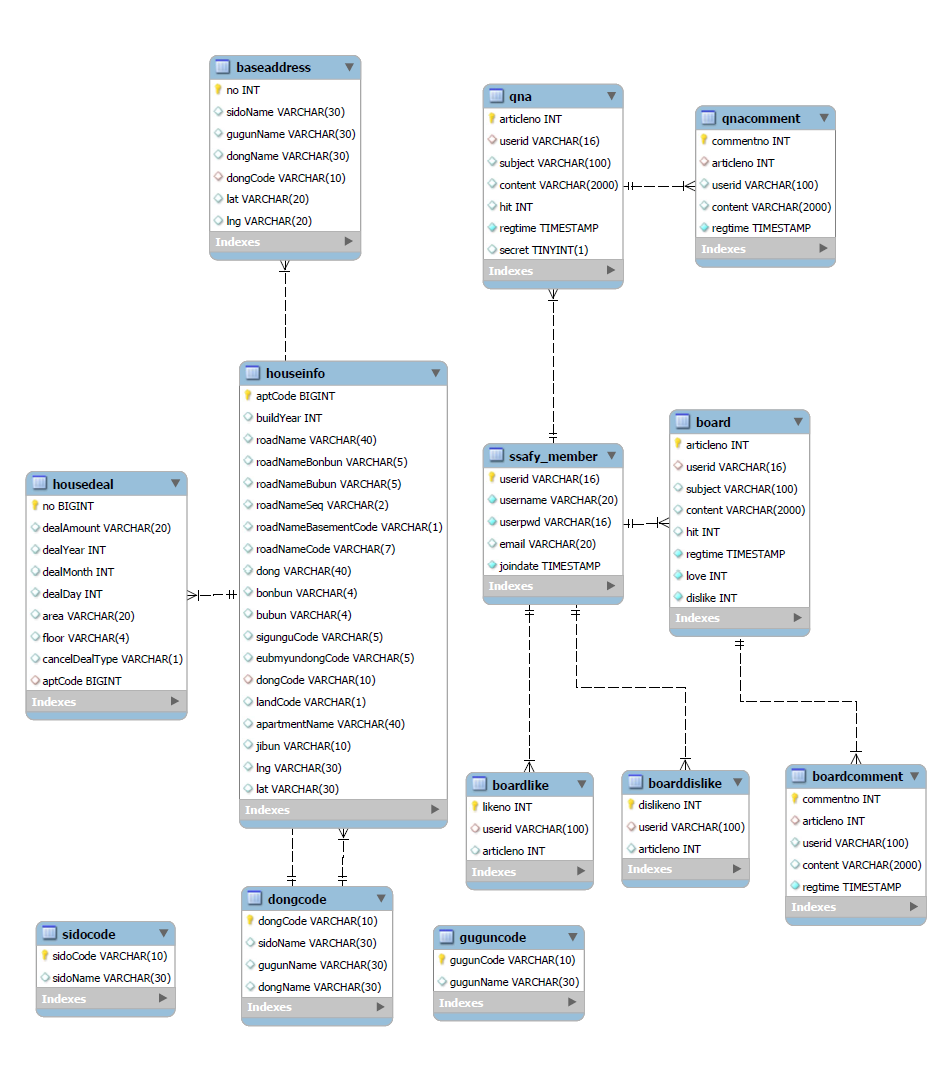 baseaddress
no INT
sidoName VARCHAR(30)
gugunName VARCHAR(30)
dongName VARCHAR(30)
dongCode VARCHAR(10)
lat VARCHAR(20)
lng VARCHAR(20)
Indexes
qna
articleno INT
userid VARCHAR(16)
subject VARCHAR(100)
content VARCHAR(2000)
hit INT
regtime TIMESTAMP
secret TINYINT(1)
Indexes
qnacomment
commentno INT
articleno INT
userid VARCHAR(100)
content VARCHAR(2000)
regtime TIMESTAMP
Indexes
houseinfo
aptCode BIGINT
buildYear INT
roadName VARCHAR(40)
roadNameBonbun VARCHAR(5)
roadNameBubun VARCHAR(5)
roadNameSeq VARCHAR(2)
roadNameBasementCode VARCHAR(1)
roadNameCode VARCHAR(7)
dong VARCHAR(40)
bonbun VARCHAR(4)
bubun VARCHAR(4)
sigunguCode VARCHAR(5)
eubmyundongCode VARCHAR(5)
dongCode VARCHAR(10)
landCode VARCHAR(1)
apartmentName VARCHAR(40)
jibun VARCHAR(10)
lng VARCHAR(30)
lat VARCHAR(30)
Indexes
housedeal
no BIGINT
dealAmount VARCHAR(20)
dealYear INT
dealMonth INT
dealDay INT
area VARCHAR(20)
floor VARCHAR(4)
cancelDealType VARCHAR(1)
aptCode BIGINT
Indexes
ssafy_member
userid VARCHAR(16)
username VARCHAR(20)
userpwd VARCHAR(16)
email VARCHAR(20)
joindate TIMESTAMP
Indexes
board
articleno INT
userid VARCHAR(16)
subject VARCHAR(100)
content VARCHAR(2000)
hit INT
regtime TIMESTAMP
love INT
dislike INT
Indexes
boardlike
likeno INT
userid VARCHAR(100)
articleno INT
Indexes
boarddislike
dislikeno INT
userid VARCHAR(100)
articleno INT
Indexes
boardcomment
commentno INT
articleno INT
userid VARCHAR(100)
content VARCHAR(2000)
regtime TIMESTAMP
Indexes
sidocode
sidoCode VARCHAR(10)
sidoName VARCHAR(30)
Indexes
dongcode
dongCode VARCHAR(10)
sidoName VARCHAR(30)
gugunName VARCHAR(30)
dongName VARCHAR(30)
Indexes
guguncode
gugunCode VARCHAR(10)
gugunName VARCHAR(30)
Indexes